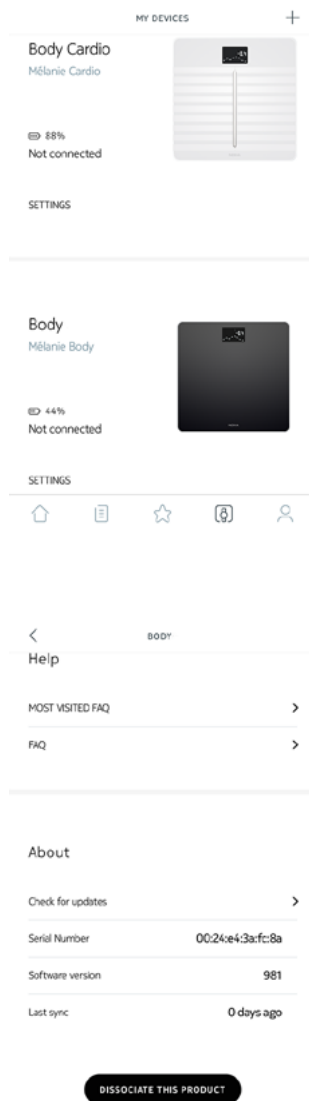 MY DEVICES
Body Cardio
Mélanie Cardio
88%
Not connected
SETTINGS
Body
Mélanie Body
44%
Not connected
SETTINGS
BODY
Help
MOST VISITED FAQ
FAQ
About
Check for updates
Serial Number 00:24:e4:3a:fc:8a
Software version 981
Last sync 0 days ago
DISSOCIATE THIS PRODUCT